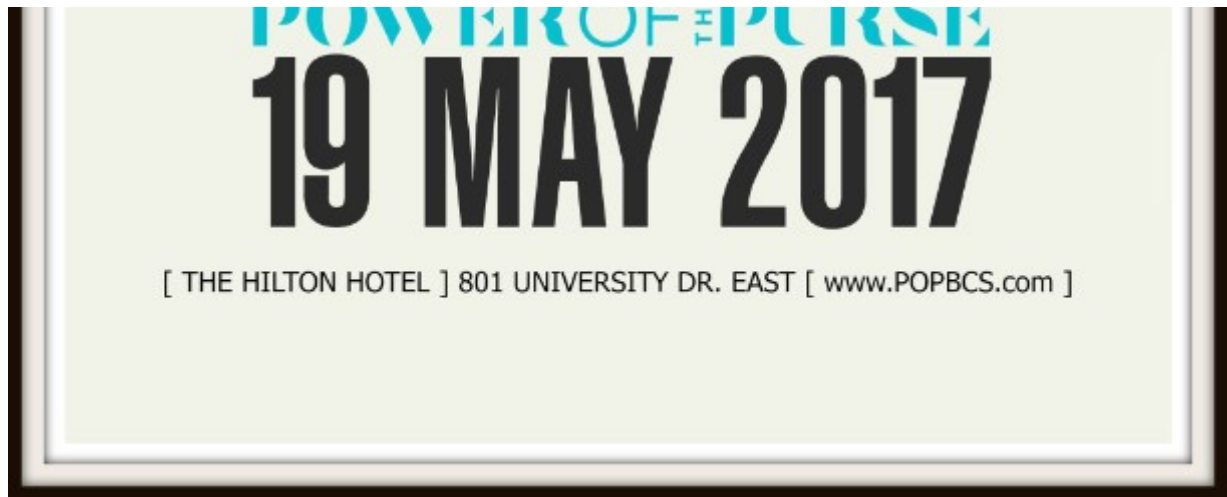 POWER OF THE PURSE
19 MAY 2017
[ THE HILTON HOTEL ] 801 UNIVERSITY DR. EAST [ www.POPBCS.com ]